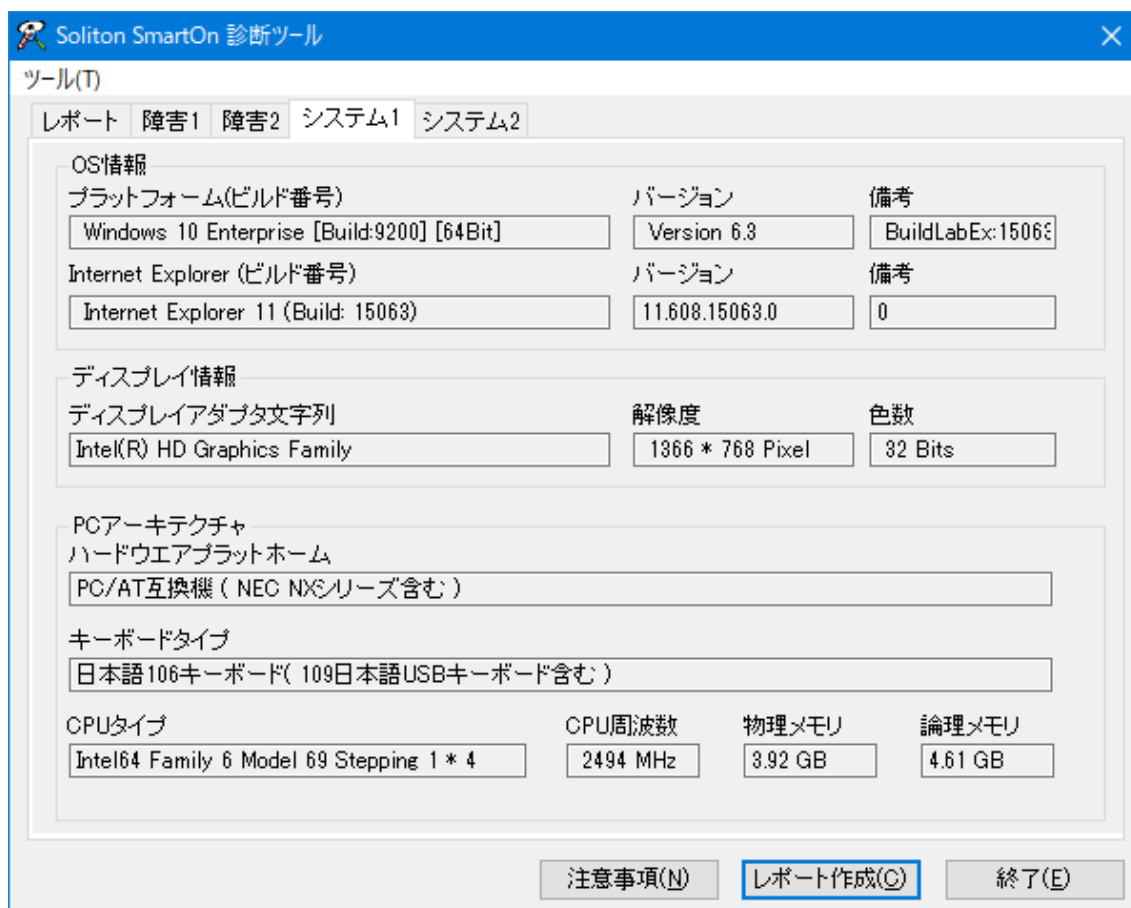 Soliton SmartOn 診断ツール
ツール(T)
レポート 障害1 障害2 システム1 システム2
OS情報
プラットフォーム(ビルド番号) バージョン 備考
Windows 10 Enterprise [Build:9200] [64Bit] Version 6.3 BuildLabEx:15063
Internet Explorer (ビルド番号) バージョン 備考
Internet Explorer 11 (Build: 15063) 11.608.15063.0 0
ディスプレイ情報
ディスプレイアダプタ文字列 解像度 色数
Intel(R) HD Graphics Family 1366 * 768 Pixel 32 Bits
PCアーキテクチャ
ハードウエアプラットホーム
PC/AT互換機 ( NEC NXシリーズ含む )
キーボードタイプ
日本語106キーボード( 109日本語USBキーボード含む )
CPUタイプ CPU周波数 物理メモリ 論理メモリ
Intel64 Family 6 Model 69 Stepping 1 * 4 2494 MHz 3.92 GB 4.61 GB
注意事項(N) レポート作成(C) 終了(E)